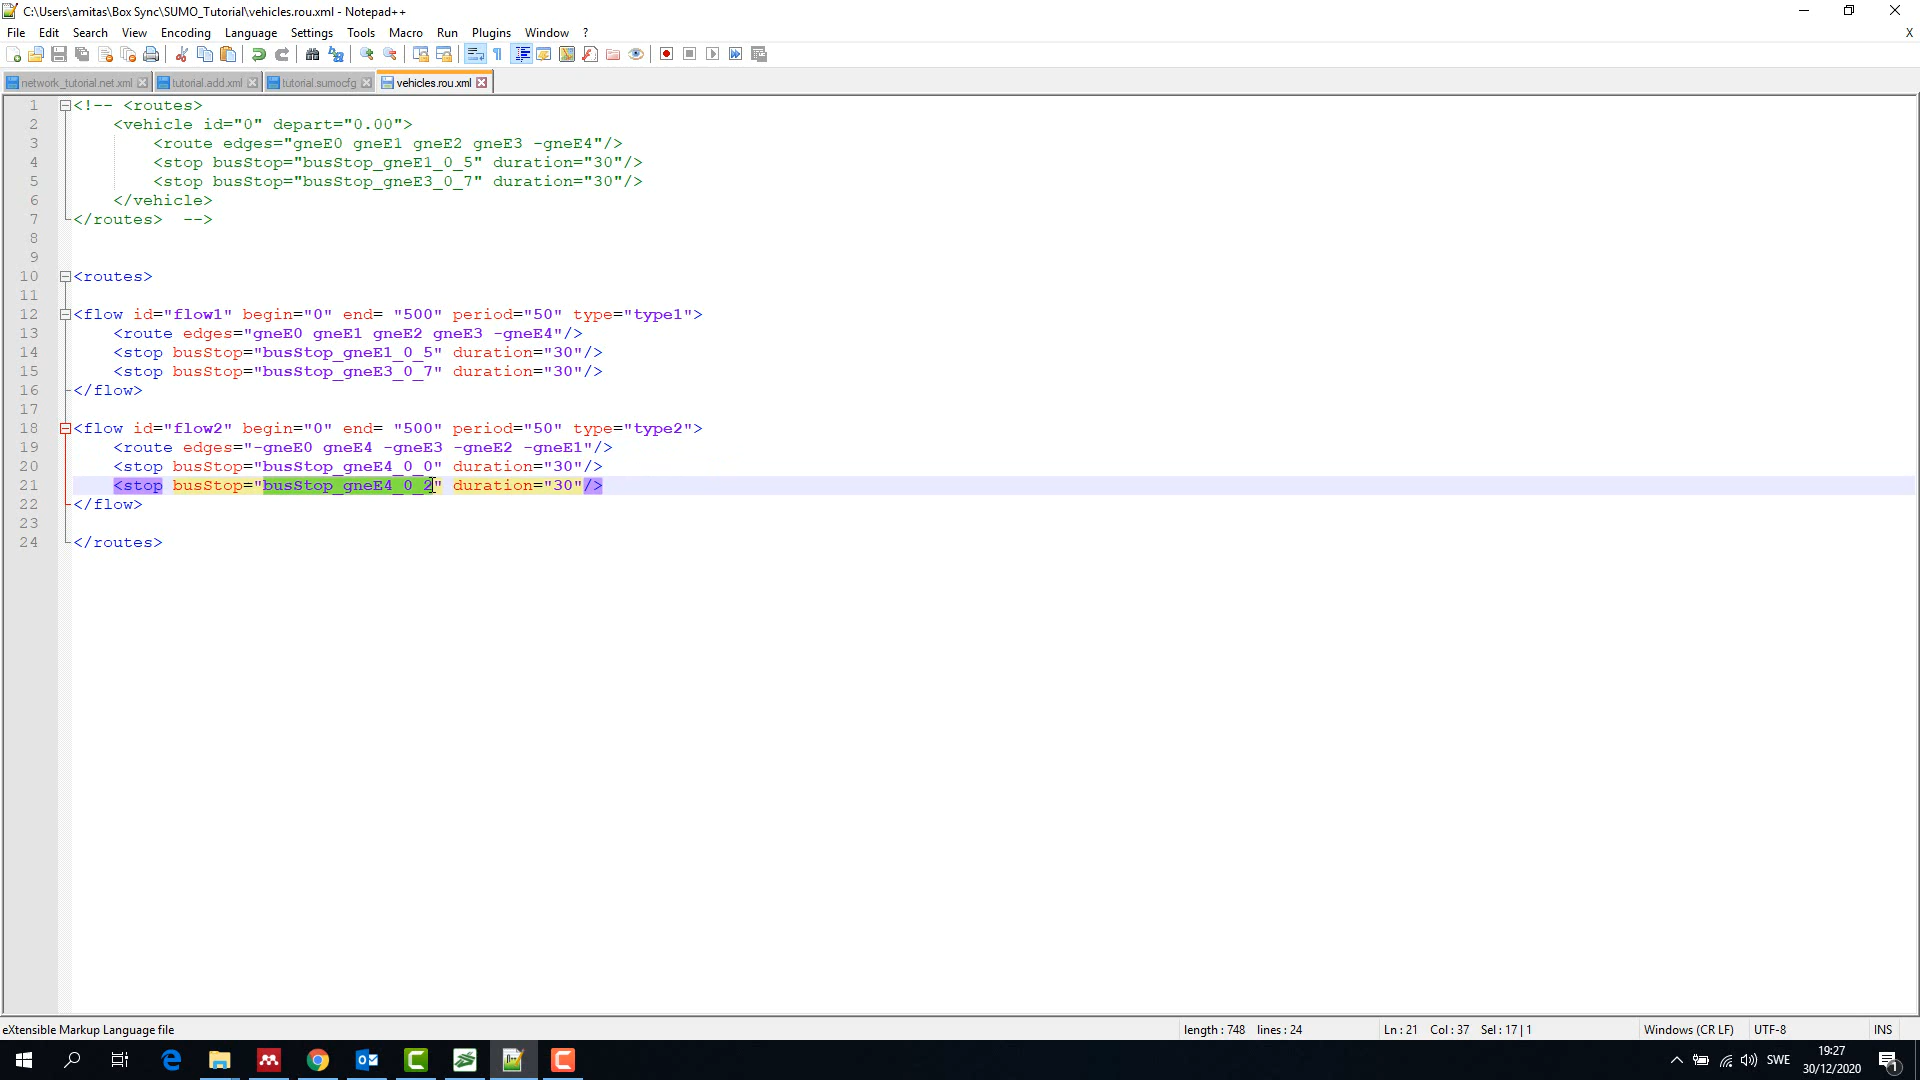 C:\Users\amitas\Box Sync\SUMO_Tutorial\vehicles.rou.xml - Notepad++
File Edit Search View Encoding Language Settings Tools Macro Run Plugins Window ? X
network_tutorial.net.xml tutorial.add.xml tutorial.sumocfg vehicles.rou.xml
1 <!-- <routes>
2 <vehicle id="0" depart="0.00">
3 <route edges="gneE0 gneE1 gneE2 gneE3 -gneE4"/>
4 <stop busStop="busStop_gneE1_0_5" duration="30"/>
5 <stop busStop="busStop_gneE3_0_7" duration="30"/>
6 </vehicle>
7 </routes> -->
8
9
10 <routes>
11
12 <flow id="flow1" begin="0" end= "500" period="50" type="type1">
13 <route edges="gneE0 gneE1 gneE2 gneE3 -gneE4"/>
14 <stop busStop="busStop_gneE1_0_5" duration="30"/>
15 <stop busStop="busStop_gneE3_0_7" duration="30"/>
16 </flow>
17
18 <flow id="flow2" begin="0" end= "500" period="50" type="type2">
19 <route edges="-gneE0 gneE4 -gneE3 -gneE2 -gneE1"/>
20 <stop busStop="busStop_gneE4_0_0" duration="30"/>
21 <stop busStop="busStop_gneE4_0_2" duration="30"/>
22 </flow>
23
24 </routes>
eXtensible Markup Language file length : 748 lines : 24 Ln : 21 Col : 37 Sel : 17 | 1 Windows (CR LF) UTF-8 INS
SWE
19:27
30/12/2020
1